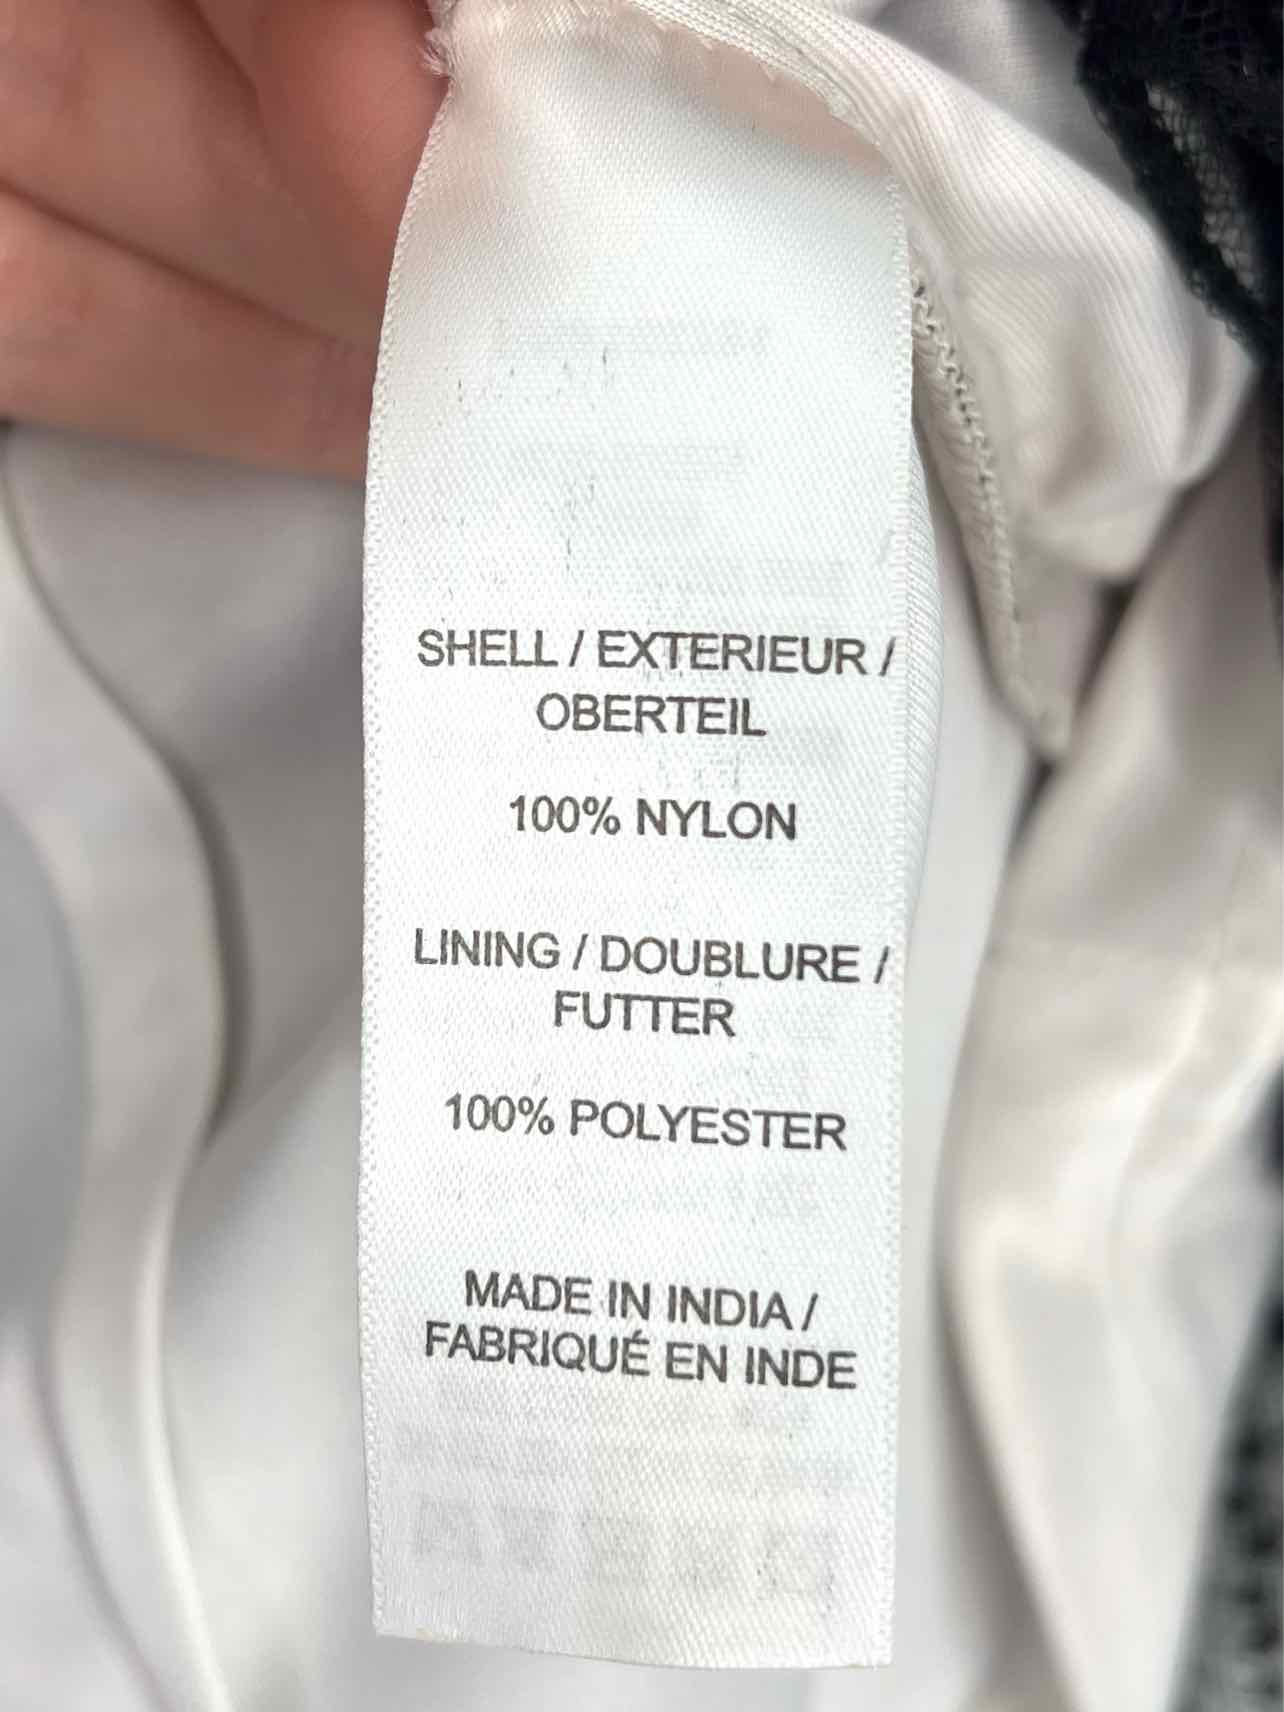 SHELL / EXTERIEUR /
OBERTEIL
100% NYLON
LINING / DOUBLURE /
FUTTER
100% POLYESTER
MADE IN INDIA /
FABRIQUÉ EN INDE